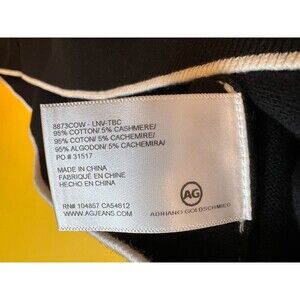 8873COW - LNV-TBC
95% COTTON/ 5% CASHMERE/
95% COTON/ 5% CACHEMIRE/
95% ALGODON/ 5% CACHEMIRA/
PO # 31517
MADE IN CHINA
FABRIQUÉ EN CHINE
HECHO EN CHINA
RN# 104857 CA54812
WWW.AGJEANS.COM
AG
ADRIANO GOLDSCHMIED